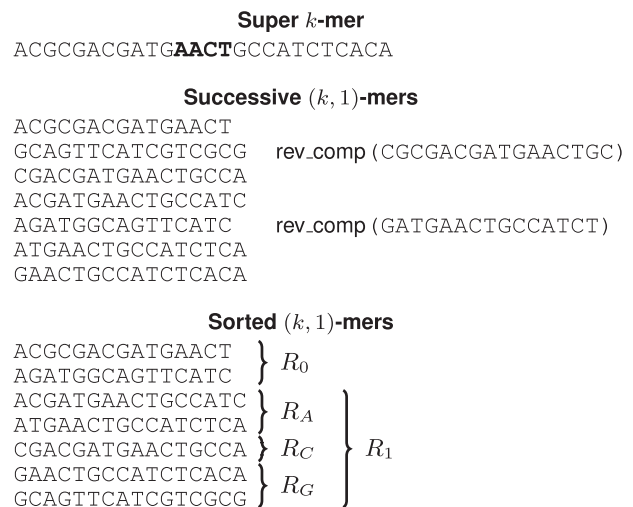 Super k-mer
ACGCGACGATGAACTGCCATCTCACA
Successive (k, 1)-mers
ACGCGACGATGAACT
GCAGTTCATCGTCGCG rev_comp(CGCGACGATGAACTGC)
CGACGATGAACTGCCA
ACGATGAACTGCCATC
AGATGGCAGTTCATC rev_comp(GATGAACTGCCATCT)
ATGAACTGCCATCTCA
GAACTGCCATCTCACA
Sorted (k, 1)-mers
ACGCGACGATGAACT
AGATGGCAGTTCATC
R0
ACGATGAACTGCCATC
ATGAACTGCCATCTCA
RA
CGACGATGAACTGCCA RC R1
GAACTGCCATCTCACA
GCAGTTCATCGTCGCG
RG